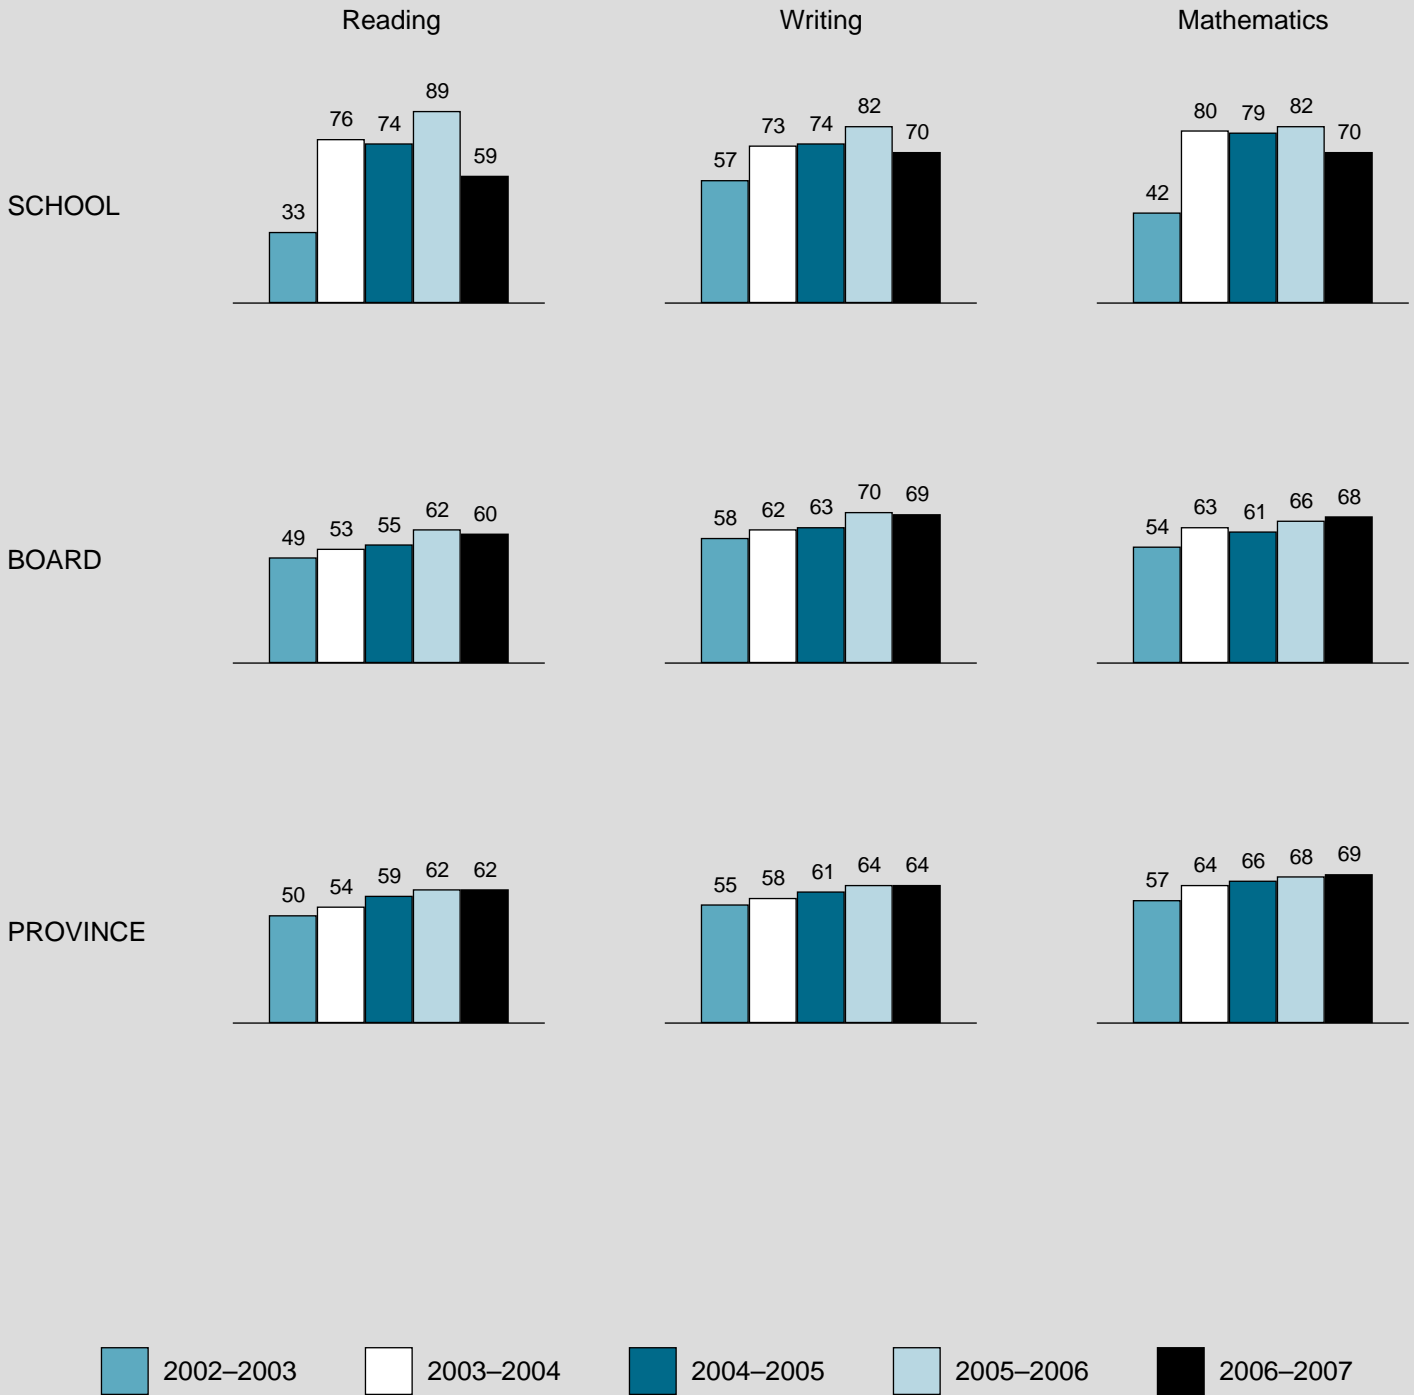 Reading Writing Mathematics
SCHOOL
33 76 74 89 59
57 73 74 82 70
42 80 79 82 70
BOARD
49 53 55 62 60
58 62 63 70 69
54 63 61 66 68
PROVINCE
50 54 59 62 62
55 58 61 64 64
57 64 66 68 69
2002–2003 2003–2004 2004–2005 2005–2006 2006–2007